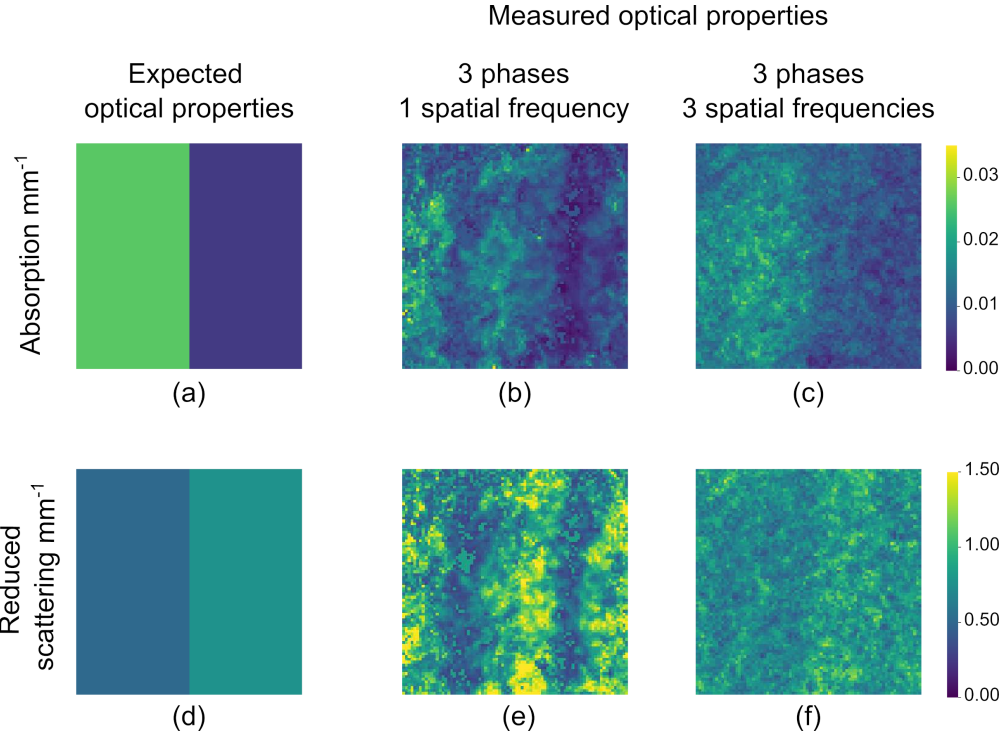 Measured optical properties
Expected
optical properties
3 phases
1 spatial frequency
3 phases
3 spatial frequencies
Absorption mm⁻¹
0.03
0.02
0.01
0.00
(a)
(b)
(c)
Reduced
scattering mm⁻¹
1.50
1.00
0.50
0.00
(d)
(e)
(f)